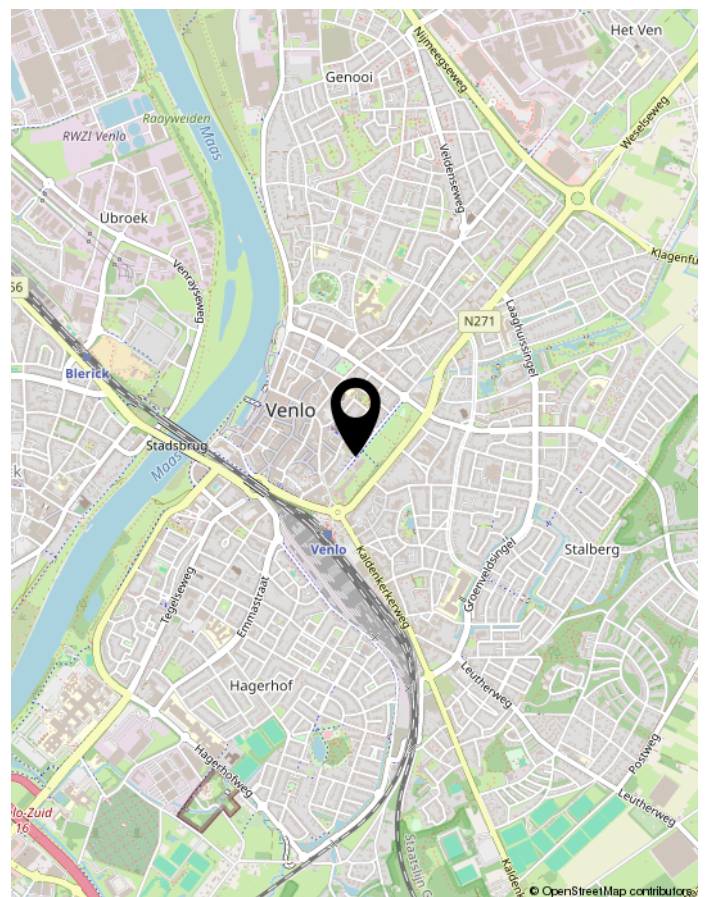 Het Ven
Nijmeegseweg
Genooi
Weselseweg
Raayweiden
RWZI Venlo
Maas
Veldenseweg
Ubroek
Klagenfu
Venrayseweg
56
N271
Laaghuissingel
Blerick
Venlo
Stadsbrug
k
Maas
Venlo
Kaldenkerkerweg
Groenveldsingel
Stalberg
Tegelseweg
Emmastraat
Hagerhof
Leutherweg
Hagerhofweg
Postweg
lo-Zuid
16
Leutherweg
Staatslijn G
Kalden
© OpenStreetMap contributors